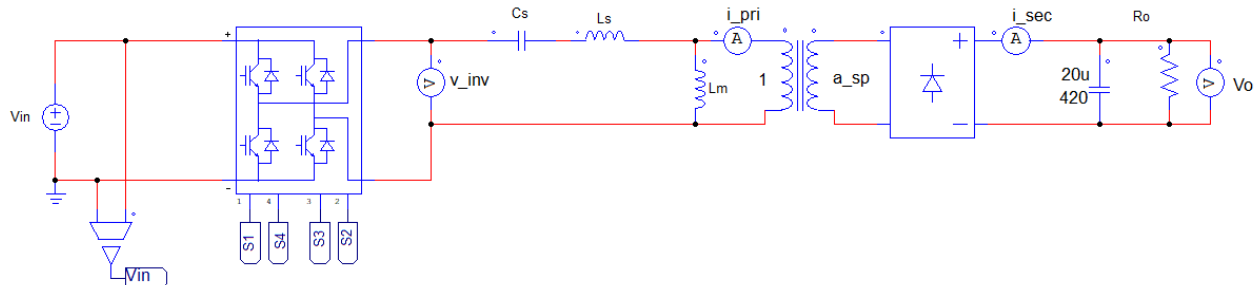 Cs
Ls
i_pri
i_sec
Ro
+
A
A
+
Vin
V
v_inv
Lm
1
a_sp
20u
420
V
Vo
-
1
4
3
2
S1
S4
S3
S2
Vin